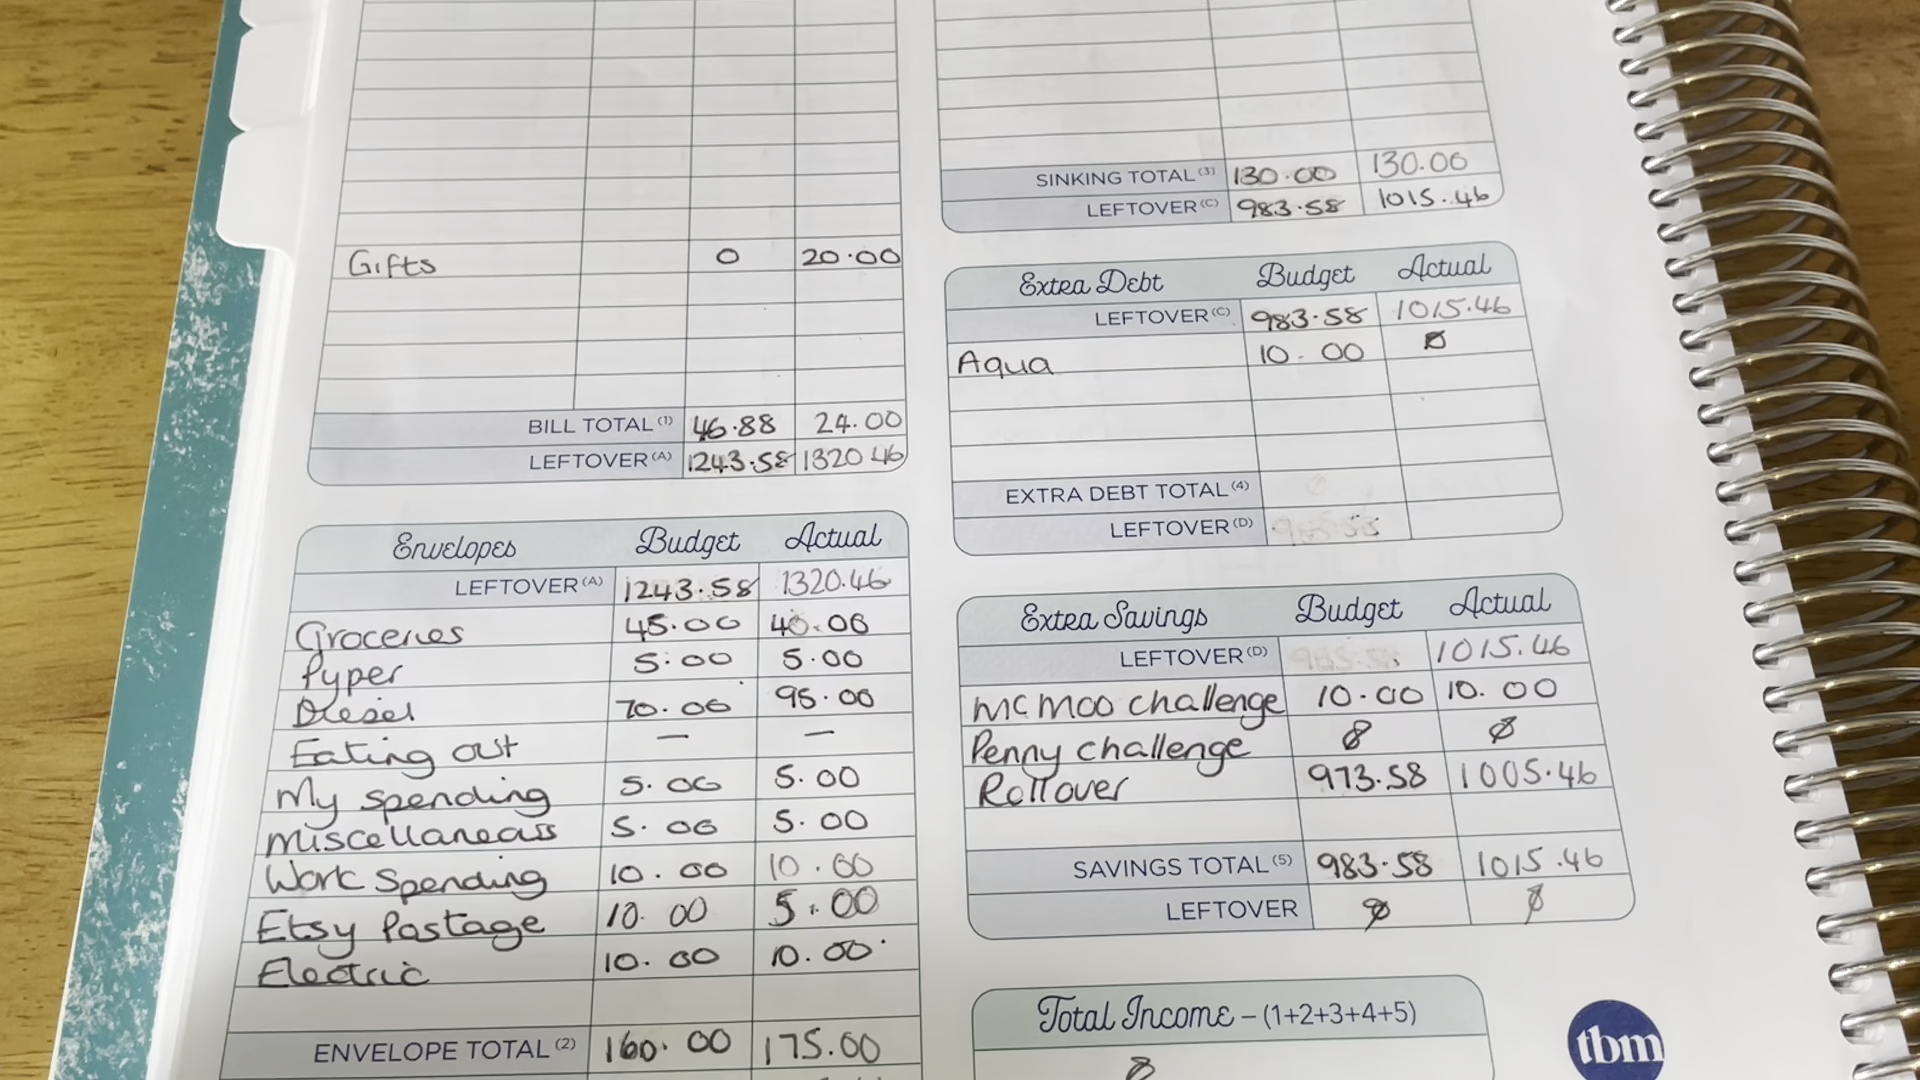 Gifts 0 20.00
BILL TOTAL (1) 46.88 24.00
LEFTOVER (A) 1243.58 1320.46
Envelopes Budget Actual
LEFTOVER (A) 1243.58 1320.46
Groceries 45.00 40.00
Pyper 5.00 5.00
Diesel 70.00 95.00
Eating out — —
My spending 5.00 5.00
Miscellaneous 5.00 5.00
Work Spending 10.00 10.00
Etsy Postage 10.00 5.00
Electric 10.00 10.00
ENVELOPE TOTAL (2) 160.00 175.00
SINKING TOTAL (3) 130.00 130.00
LEFTOVER (C) 983.58 1015.46
Extra Debt Budget Actual
LEFTOVER (C) 983.58 1015.46
Aqua 10.00 Ø
EXTRA DEBT TOTAL (4)
LEFTOVER (D)
Extra Savings Budget Actual
LEFTOVER (D) 1015.46
McMoo challenge 10.00 10.00
Penny challenge Ø Ø
Rollover 973.58 1005.46
SAVINGS TOTAL (5) 983.58 1015.46
LEFTOVER Ø Ø
Total Income – (1+2+3+4+5)
Ø
tbm